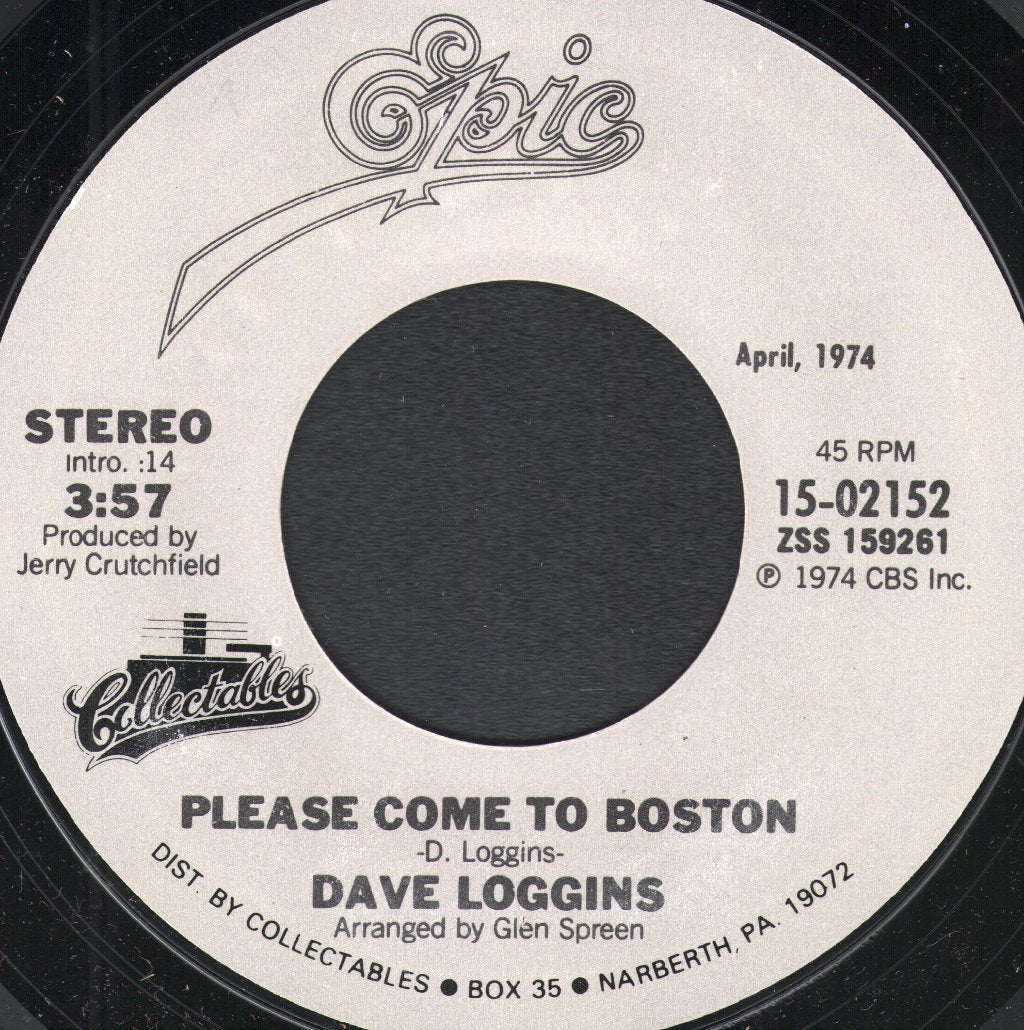 Epic
April, 1974
STEREO
Intro. :14
3:57
Produced by
Jerry Crutchfield
45 RPM
15-02152
ZSS 159261
℗ 1974 CBS Inc.
Collectables
PLEASE COME TO BOSTON
-D. Loggins-
DAVE LOGGINS
Arranged by Glen Spreen
DIST. BY COLLECTABLES ● BOX 35 ● NARBERTH, PA. 19072